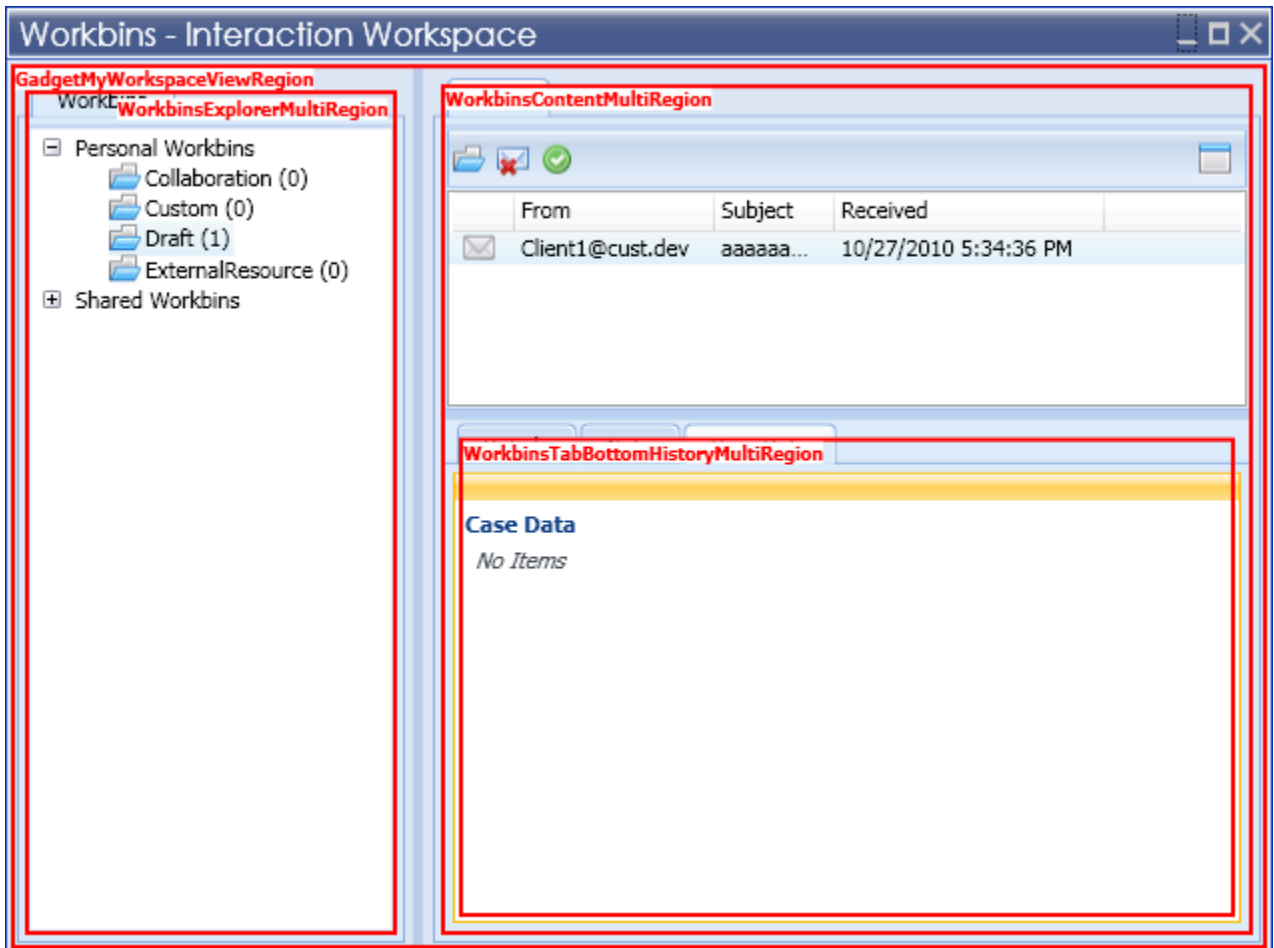 Workbins - Interaction Workspace
GadgetMyWorkspaceViewRegion
WorkbinsExplorerMultiRegion
Personal Workbins
Collaboration (0)
Custom (0)
Draft (1)
ExternalResource (0)
Shared Workbins
WorkbinsContentMultiRegion
From Subject Received
Client1@cust.dev aaaaaa... 10/27/2010 5:34:36 PM
WorkbinsTabBottomHistoryMultiRegion
Case Data
No Items